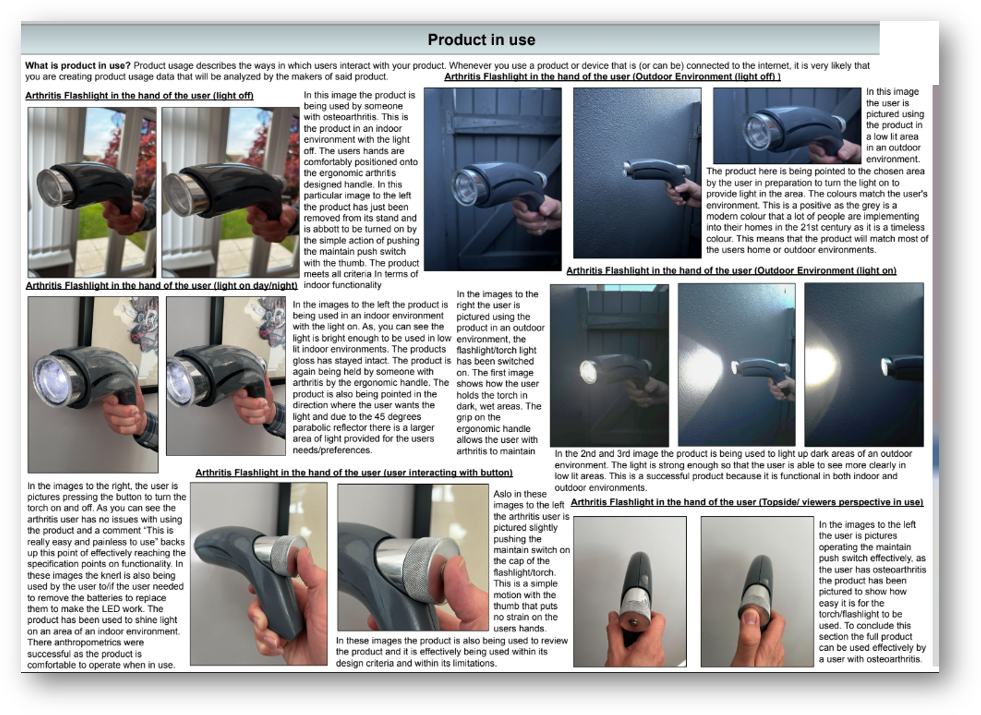 Product in use
What is product in use? Product usage describes the ways in which users interact with your product. Whenever you use a product or device that is (or can be) connected to the internet, it is very likely that
you are creating product usage data that will be analyzed by the makers of said product.
Arthritis Flashlight in the hand of the user (light off)
In this image the product is
being used by someone
with osteoarthritis. This is
the product in an indoor
environment with the light
off. The users hands are
comfortably positioned onto
the ergonomic arthritis
designed handle. In this
particular image to the left
the product has just been
removed from its stand and
is abbott to be turned on by
the simple action of pushing
the maintain push switch
with the thumb. The product
meets all criteria In terms of
indoor functionality
Arthritis Flashlight in the hand of the user (Outdoor Environment (light off) )
In this image
the user is
pictured using
the product in
a low lit area
in an outdoor
environment.
The product here is being pointed to the chosen area
by the user in preparation to turn the light on to
provide light in the area. The colours match the user's
environment. This is a positive as the grey is a
modern colour that a lot of people are implementing
into their homes in the 21st century as it is a timeless
colour. This means that the product will match most of
the users home or outdoor environments.
Arthritis Flashlight in the hand of the user (light on day/night)
In the images to the left the product is
being used in an indoor environment
with the light on. As, you can see the
light is bright enough to be used in low
lit indoor environments. The products
gloss has stayed intact. The product is
again being held by someone with
arthritis by the ergonomic handle. The
product is also being pointed in the
direction where the user wants the
light and due to the 45 degrees
parabolic reflector there is a larger
area of light provided for the users
needs/preferences.
Arthritis Flashlight in the hand of the user (Outdoor Environment (light on)
In the images to the
right the user is
pictured using the
product in an outdoor
environment, the
flashlight/torch light
has been switched
on. The first image
shows how the user
holds the torch in
dark, wet areas. The
grip on the
ergonomic handle
allows the user with
arthritis to maintain
In the 2nd and 3rd image the product is being used to light up dark areas of an outdoor
environment. The light is strong enough so that the user is able to see more clearly in
low lit areas. This is a successful product because it is functional in both indoor and
outdoor environments.
Arthritis Flashlight in the hand of the user (user interacting with button)
In the images to the right, the user is
pictures pressing the button to turn the
torch on and off. As you can see the
arthritis user has no issues with using
the product and a comment “This is
really easy and painless to use” backs
up this point of effectively reaching the
specification points on functionality. In
these images the knerl is also being
used by the user to/if the user needed
to remove the batteries to replace
them to make the LED work. The
product has been used to shine light
on an area of an indoor environment.
There anthropometrics were
successful as the product is
comfortable to operate when in use.
Aslo in these
images to the left
the arthritis user is
pictured slightly
pushing the
maintain switch on
the cap of the
flashlight/torch.
This is a simple
motion with the
thumb that puts
no strain on the
users hands.
In these images the product is also being used to review
the product and it is effectively being used within its
design criteria and within its limitations.
Arthritis Flashlight in the hand of the user (Topside/ viewers perspective in use)
In the images to the left
the user is pictures
operating the maintain
push switch effectively, as
the user has osteoarthritis
the product has been
pictured to show how
easy it is for the
torch/flashlight to be
used. To conclude this
section the full product
can be used effectively by
a user with osteoarthritis.